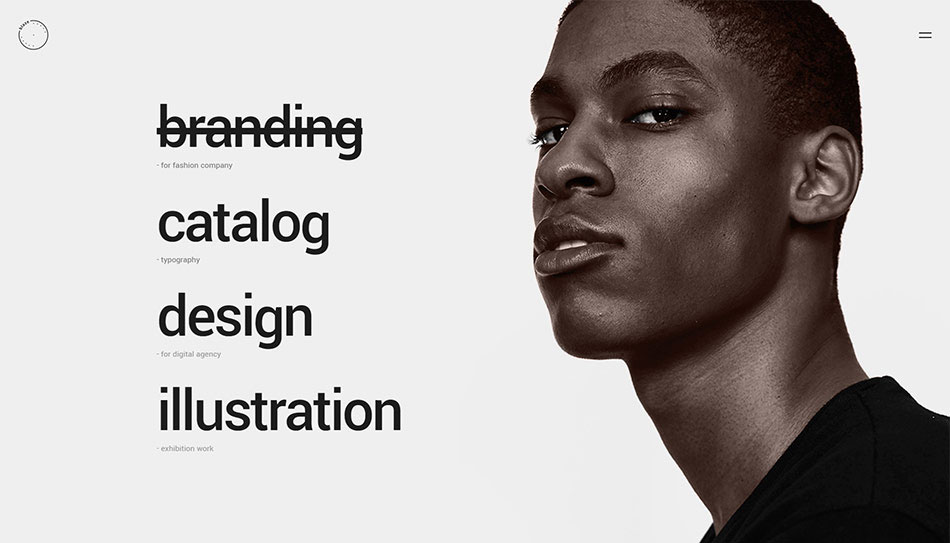 branding
- for fashion company
catalog
- typography
design
- for digital agency
illustration
- exhibition work